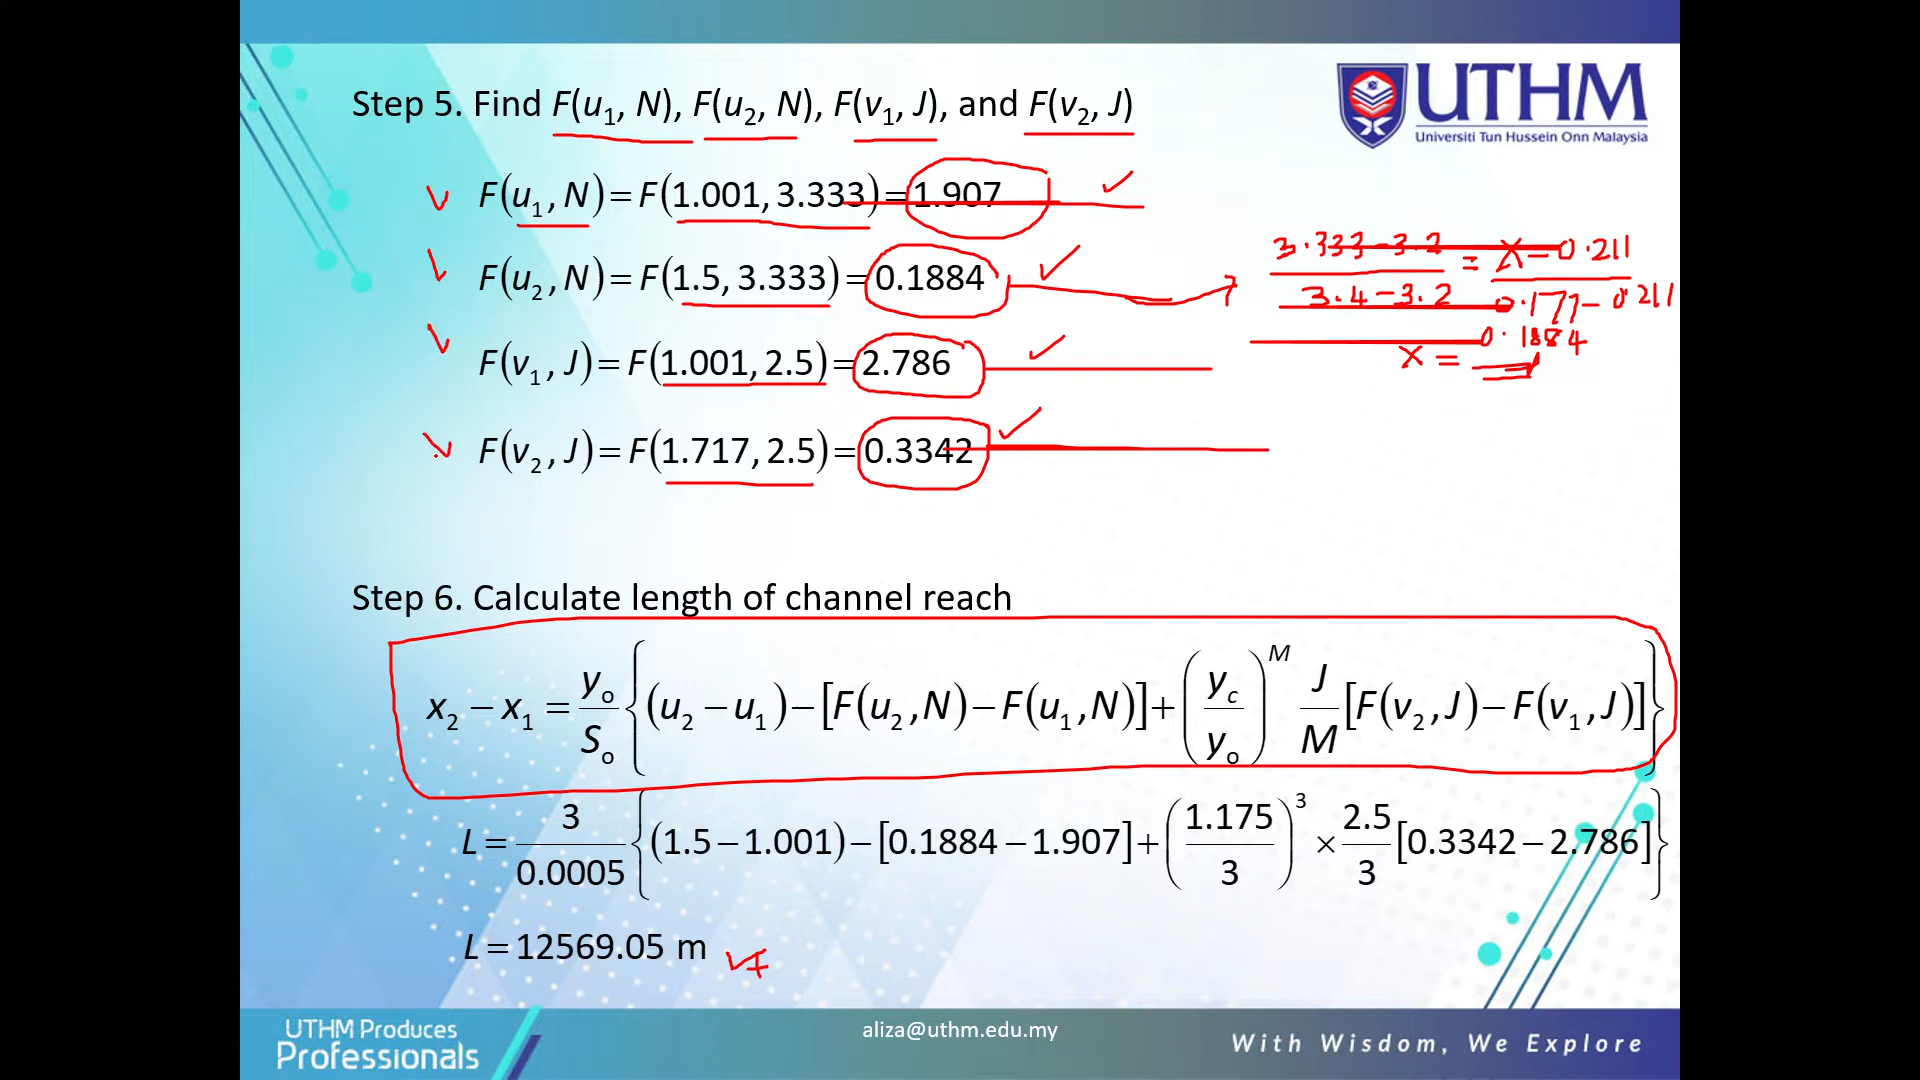 UTHM
Universiti Tun Hussein Onn Malaysia
Step 5. Find F(u₁, N), F(u₂, N), F(v₁, J), and F(v₂, J)
F(u₁, N) = F(1.001, 3.333) = 1.907
F(u₂, N) = F(1.5, 3.333) = 0.1884
F(v₁, J) = F(1.001, 2.5) = 2.786
F(v₂, J) = F(1.717, 2.5) = 0.3342
3.333-3.2 = x-0.211
3.4-3.2 0.177-0.211
0.1884
x =
Step 6. Calculate length of channel reach
x₂ − x₁ = y₀/S₀ {(u₂ − u₁) − [F(u₂, N) − F(u₁, N)] + (y_c/y₀)^M J/M [F(v₂, J) − F(v₁, J)]}
L = 3/0.0005 {(1.5 − 1.001) − [0.1884 − 1.907] + (1.175/3)³ × 2.5/3 [0.3342 − 2.786]}
L = 12569.05 m
UTHM Produces
Professionals
aliza@uthm.edu.my
With Wisdom, We Explore